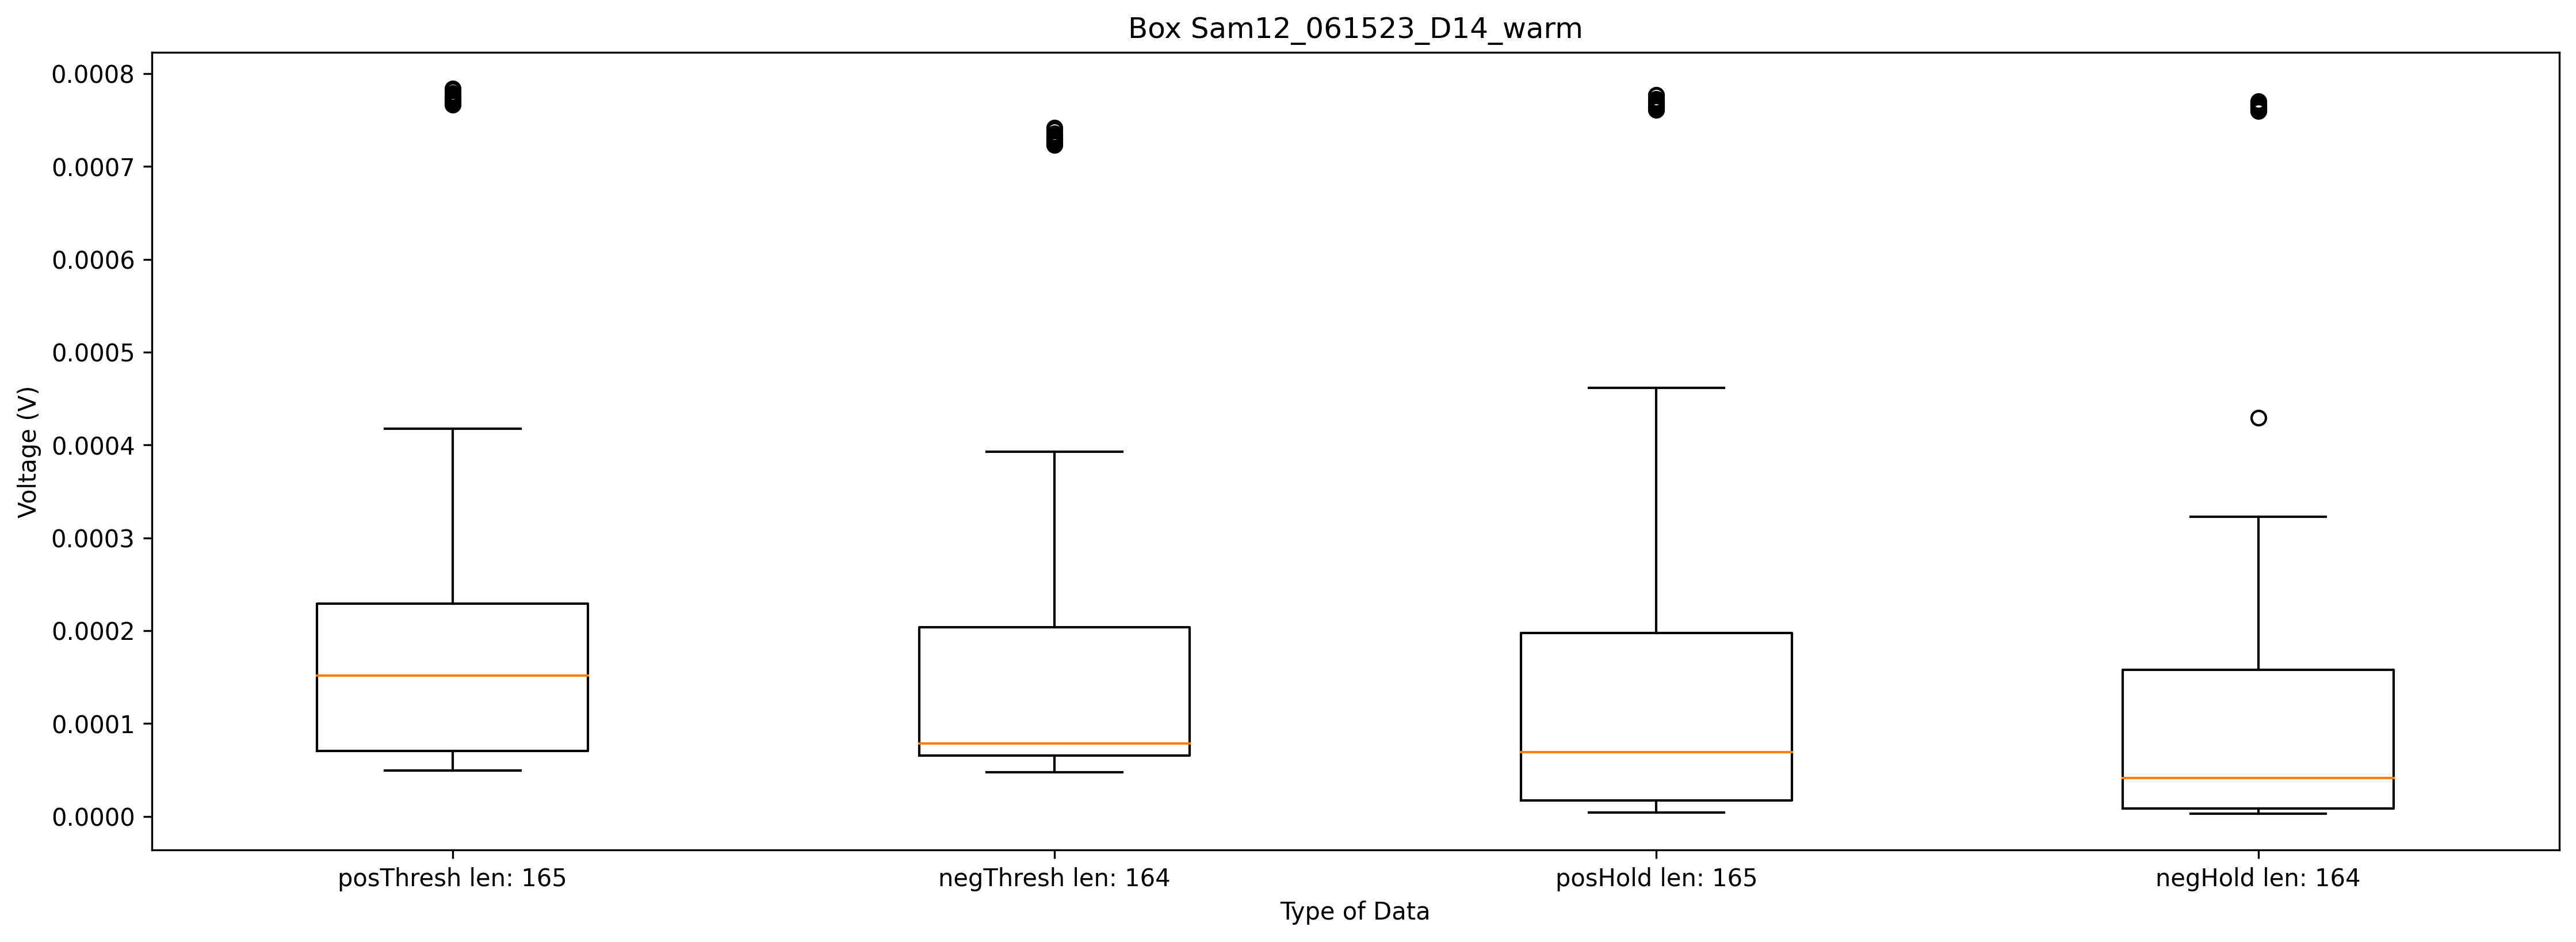 Box Sam12_061523_D14_warm
0.0008
0.0007
0.0006
0.0005
0.0004
0.0003
0.0002
0.0001
0.0000
Voltage (V)
posThresh len: 165
negThresh len: 164
posHold len: 165
negHold len: 164
Type of Data